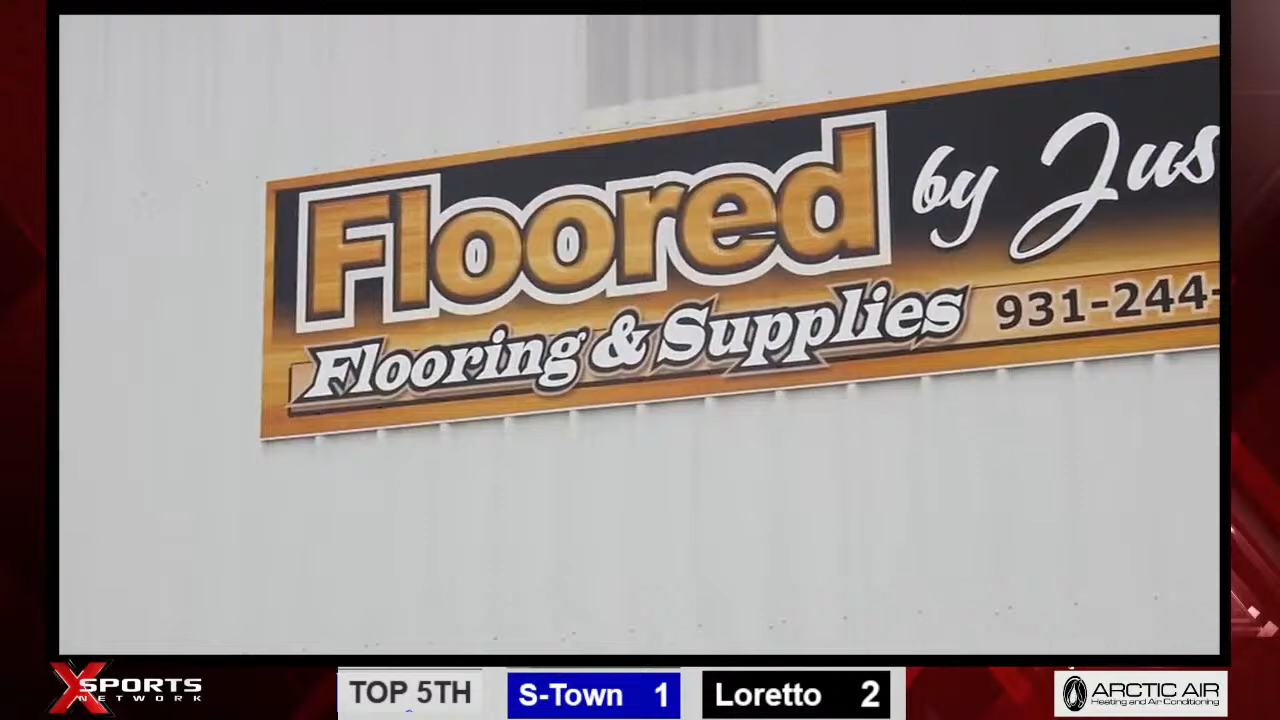 Floored by Jus
Flooring & Supplies 931-244-
XSPORTS
NETWORK
TOP 5TH
S-Town 1
Loretto 2
ARCTIC AIR
Heating and Air Conditioning